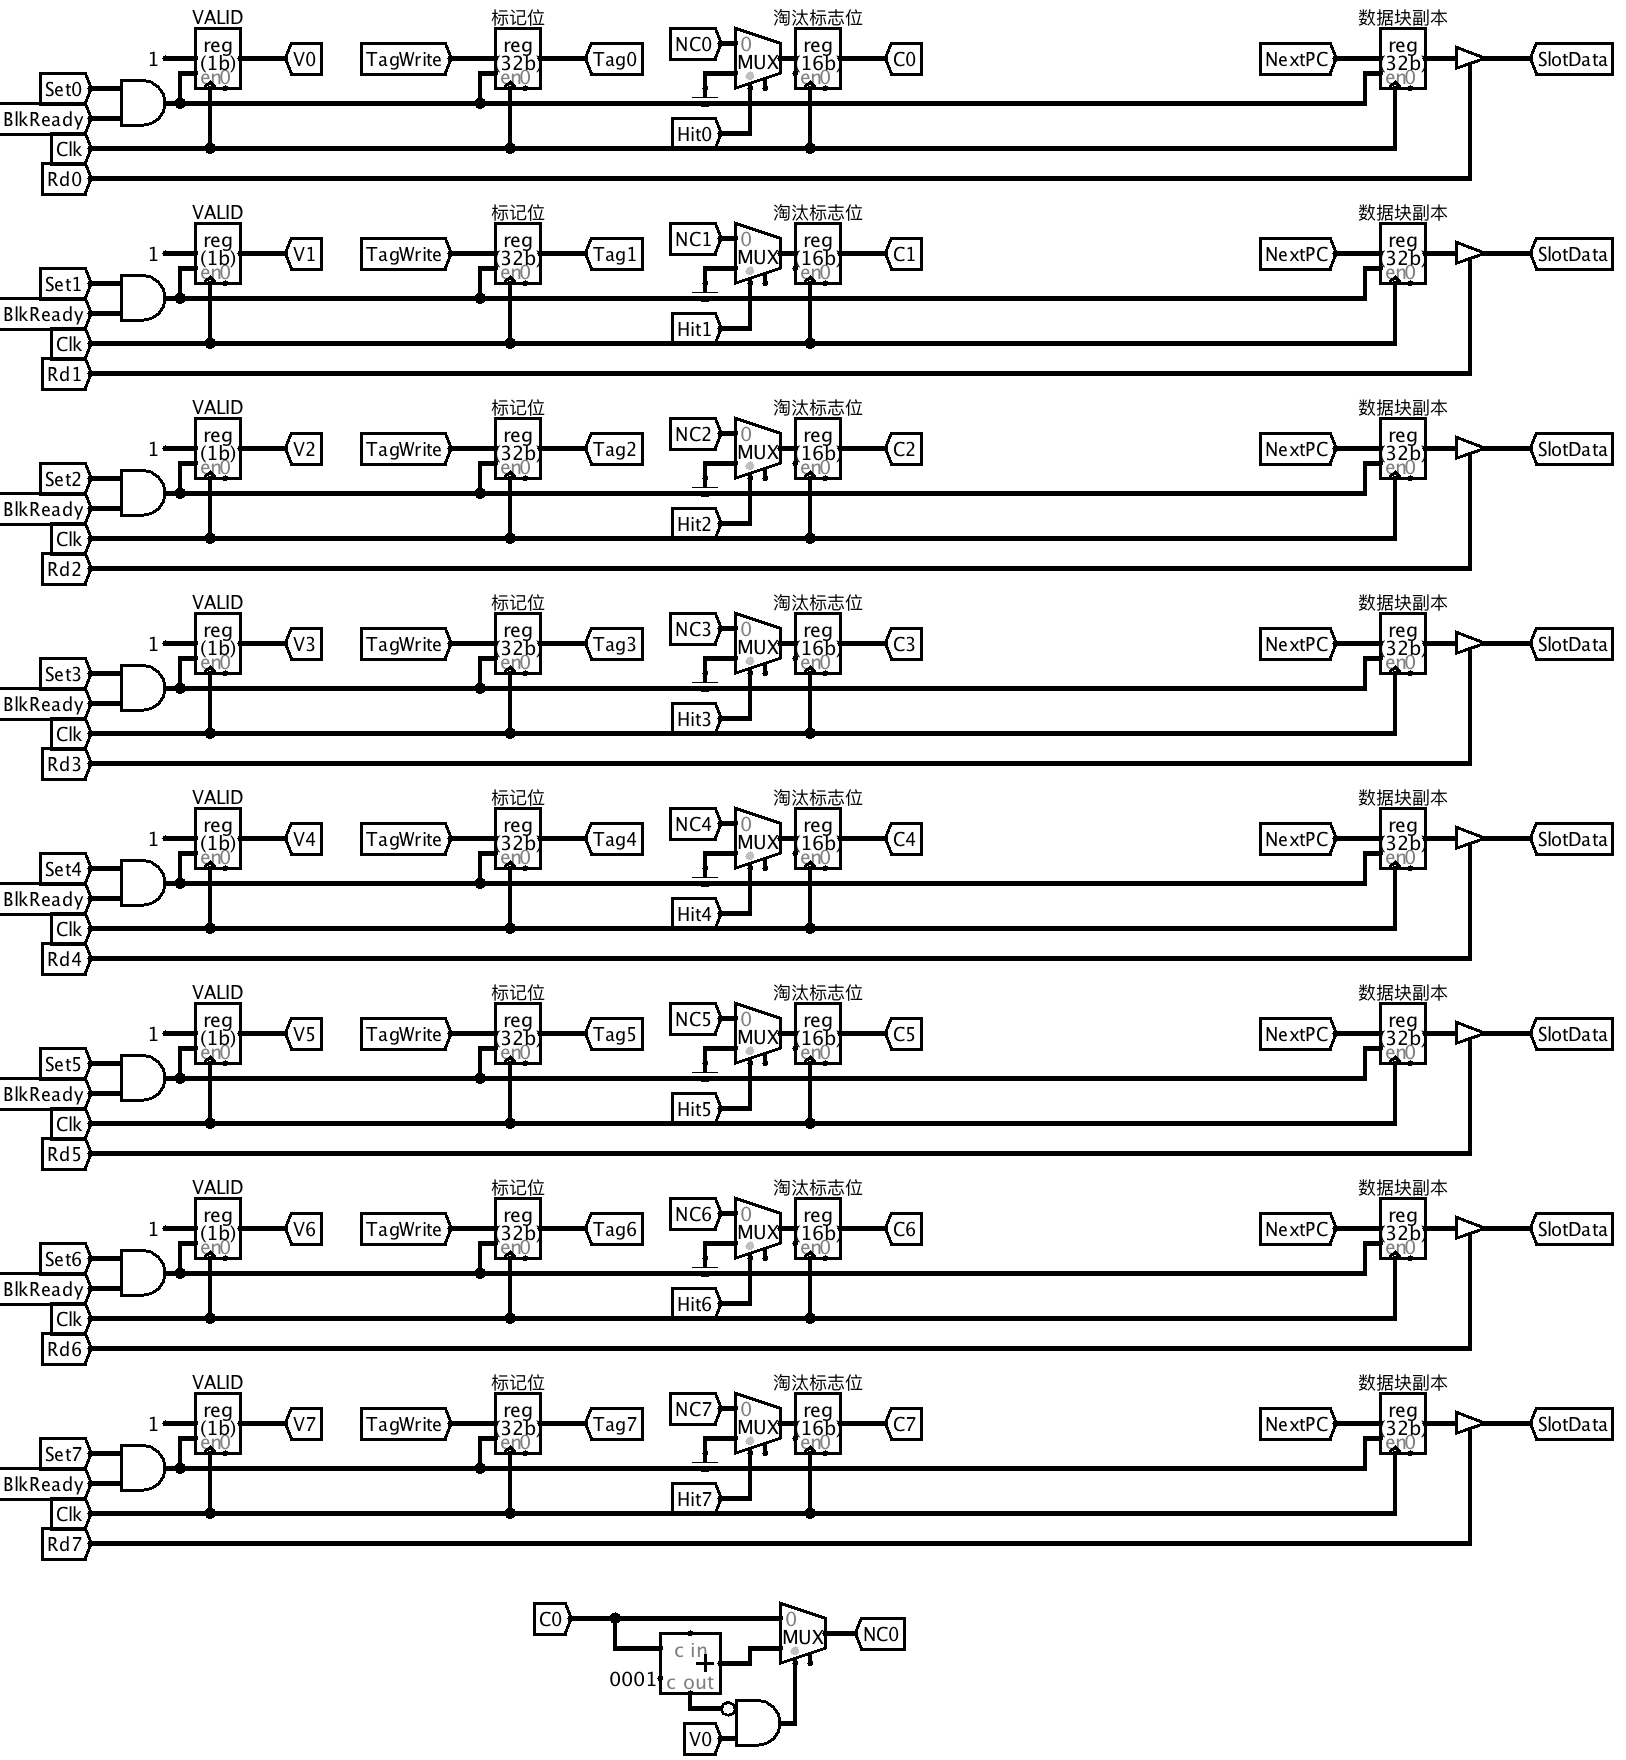 VALID 标记位 淘汰标志位 数据块副本
1 reg (1b) en0 V0 TagWrite reg (32b) en0 Tag0 NC0 0 MUX reg (16b) en0 C0 NextPC reg (32b) en0 SlotData
Set0
BlkReady
Clk Hit0
Rd0
VALID 标记位 淘汰标志位 数据块副本
1 reg (1b) en0 V1 TagWrite reg (32b) en0 Tag1 NC1 0 MUX reg (16b) en0 C1 NextPC reg (32b) en0 SlotData
Set1
BlkReady
Clk Hit1
Rd1
VALID 标记位 淘汰标志位 数据块副本
1 reg (1b) en0 V2 TagWrite reg (32b) en0 Tag2 NC2 0 MUX reg (16b) en0 C2 NextPC reg (32b) en0 SlotData
Set2
BlkReady
Clk Hit2
Rd2
VALID 标记位 淘汰标志位 数据块副本
1 reg (1b) en0 V3 TagWrite reg (32b) en0 Tag3 NC3 0 MUX reg (16b) en0 C3 NextPC reg (32b) en0 SlotData
Set3
BlkReady
Clk Hit3
Rd3
VALID 标记位 淘汰标志位 数据块副本
1 reg (1b) en0 V4 TagWrite reg (32b) en0 Tag4 NC4 0 MUX reg (16b) en0 C4 NextPC reg (32b) en0 SlotData
Set4
BlkReady
Clk Hit4
Rd4
VALID 标记位 淘汰标志位 数据块副本
1 reg (1b) en0 V5 TagWrite reg (32b) en0 Tag5 NC5 0 MUX reg (16b) en0 C5 NextPC reg (32b) en0 SlotData
Set5
BlkReady
Clk Hit5
Rd5
VALID 标记位 淘汰标志位 数据块副本
1 reg (1b) en0 V6 TagWrite reg (32b) en0 Tag6 NC6 0 MUX reg (16b) en0 C6 NextPC reg (32b) en0 SlotData
Set6
BlkReady
Clk Hit6
Rd6
VALID 标记位 淘汰标志位 数据块副本
1 reg (1b) en0 V7 TagWrite reg (32b) en0 Tag7 NC7 0 MUX reg (16b) en0 C7 NextPC reg (32b) en0 SlotData
Set7
BlkReady
Clk Hit7
Rd7
C0 0 MUX NC0
c in +
0001 c out
V0